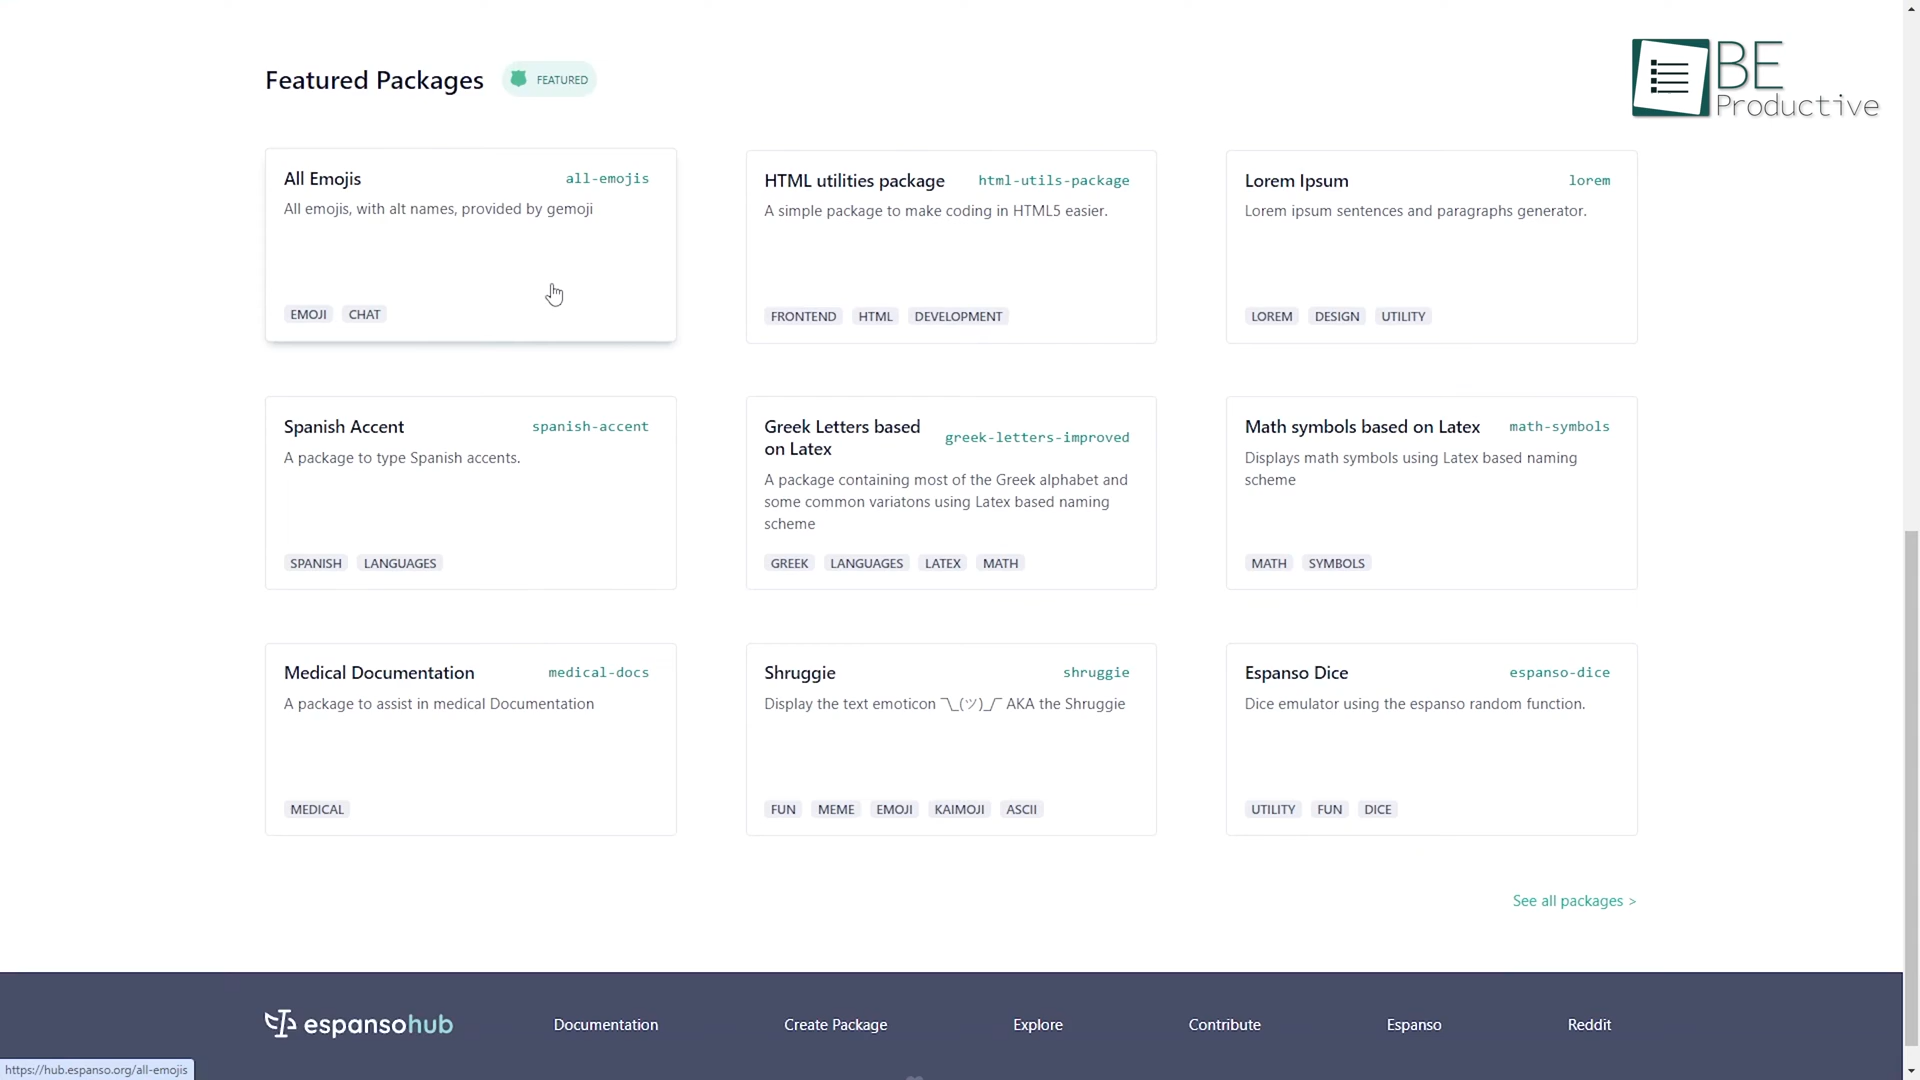 Featured Packages
FEATURED
BE
Productive
All Emojis
all-emojis
All emojis, with alt names, provided by gemoji
EMOJI
CHAT
HTML utilities package
html-utils-package
A simple package to make coding in HTML5 easier.
FRONTEND
HTML
DEVELOPMENT
Lorem Ipsum
lorem
Lorem ipsum sentences and paragraphs generator.
LOREM
DESIGN
UTILITY
Spanish Accent
spanish-accent
A package to type Spanish accents.
SPANISH
LANGUAGES
Greek Letters based
on Latex
greek-letters-improved
A package containing most of the Greek alphabet and
some common variatons using Latex based naming
scheme
GREEK
LANGUAGES
LATEX
MATH
Math symbols based on Latex
math-symbols
Displays math symbols using Latex based naming
scheme
MATH
SYMBOLS
Medical Documentation
medical-docs
A package to assist in medical Documentation
MEDICAL
Shruggie
shruggie
Display the text emoticon ¯\_(ツ)_/¯ AKA the Shruggie
FUN
MEME
EMOJI
KAIMOJI
ASCII
Espanso Dice
espanso-dice
Dice emulator using the espanso random function.
UTILITY
FUN
DICE
See all packages >
espansohub
Documentation
Create Package
Explore
Contribute
Espanso
Reddit
https://hub.espanso.org/all-emojis